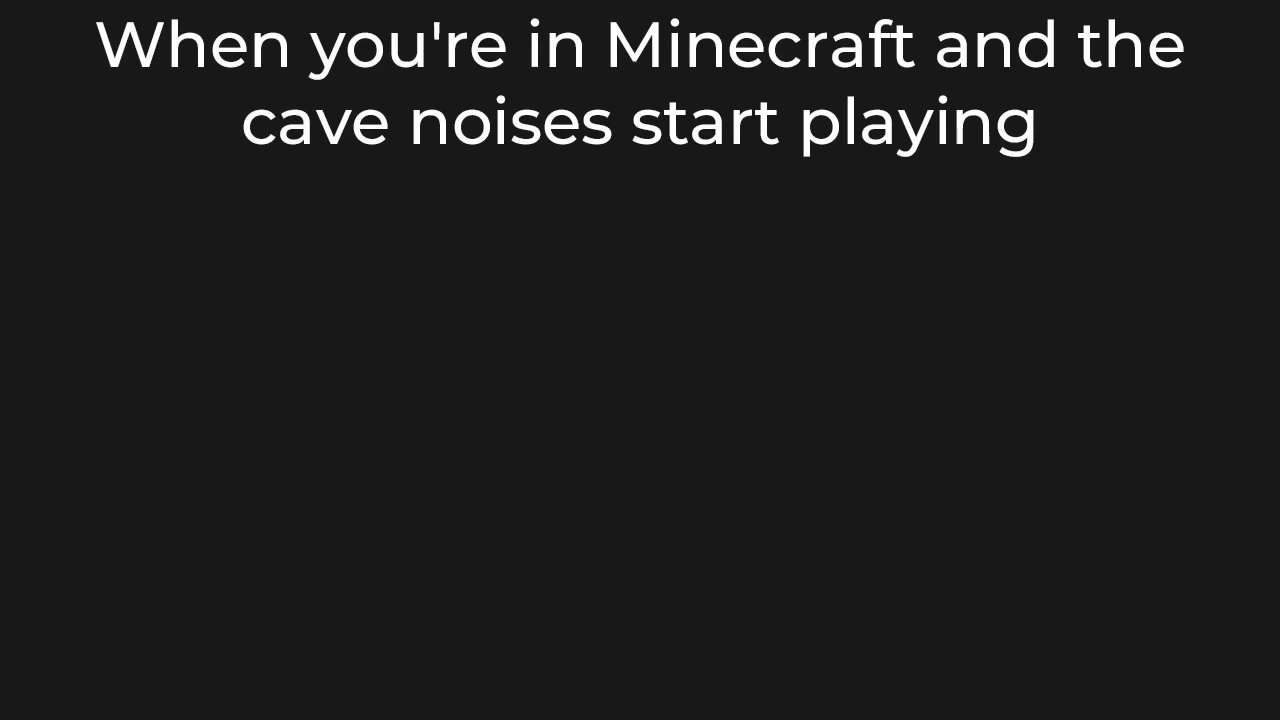 When you're in Minecraft and the
cave noises start playing